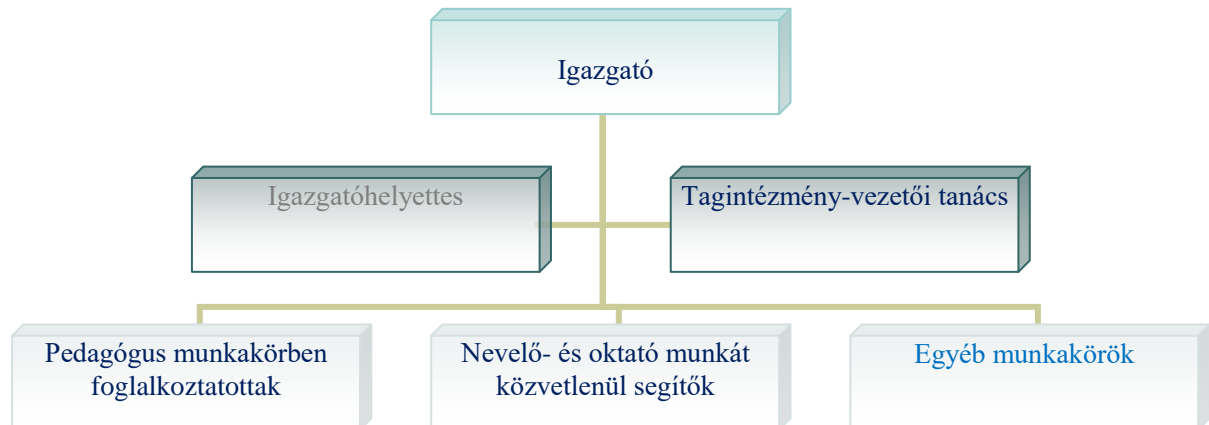 Igazgató
Igazgatóhelyettes
Tagintézmény-vezetői tanács
Pedagógus munkakörben
foglalkoztatottak
Nevelő- és oktató munkát
közvetlenül segítők
Egyéb munkakörök